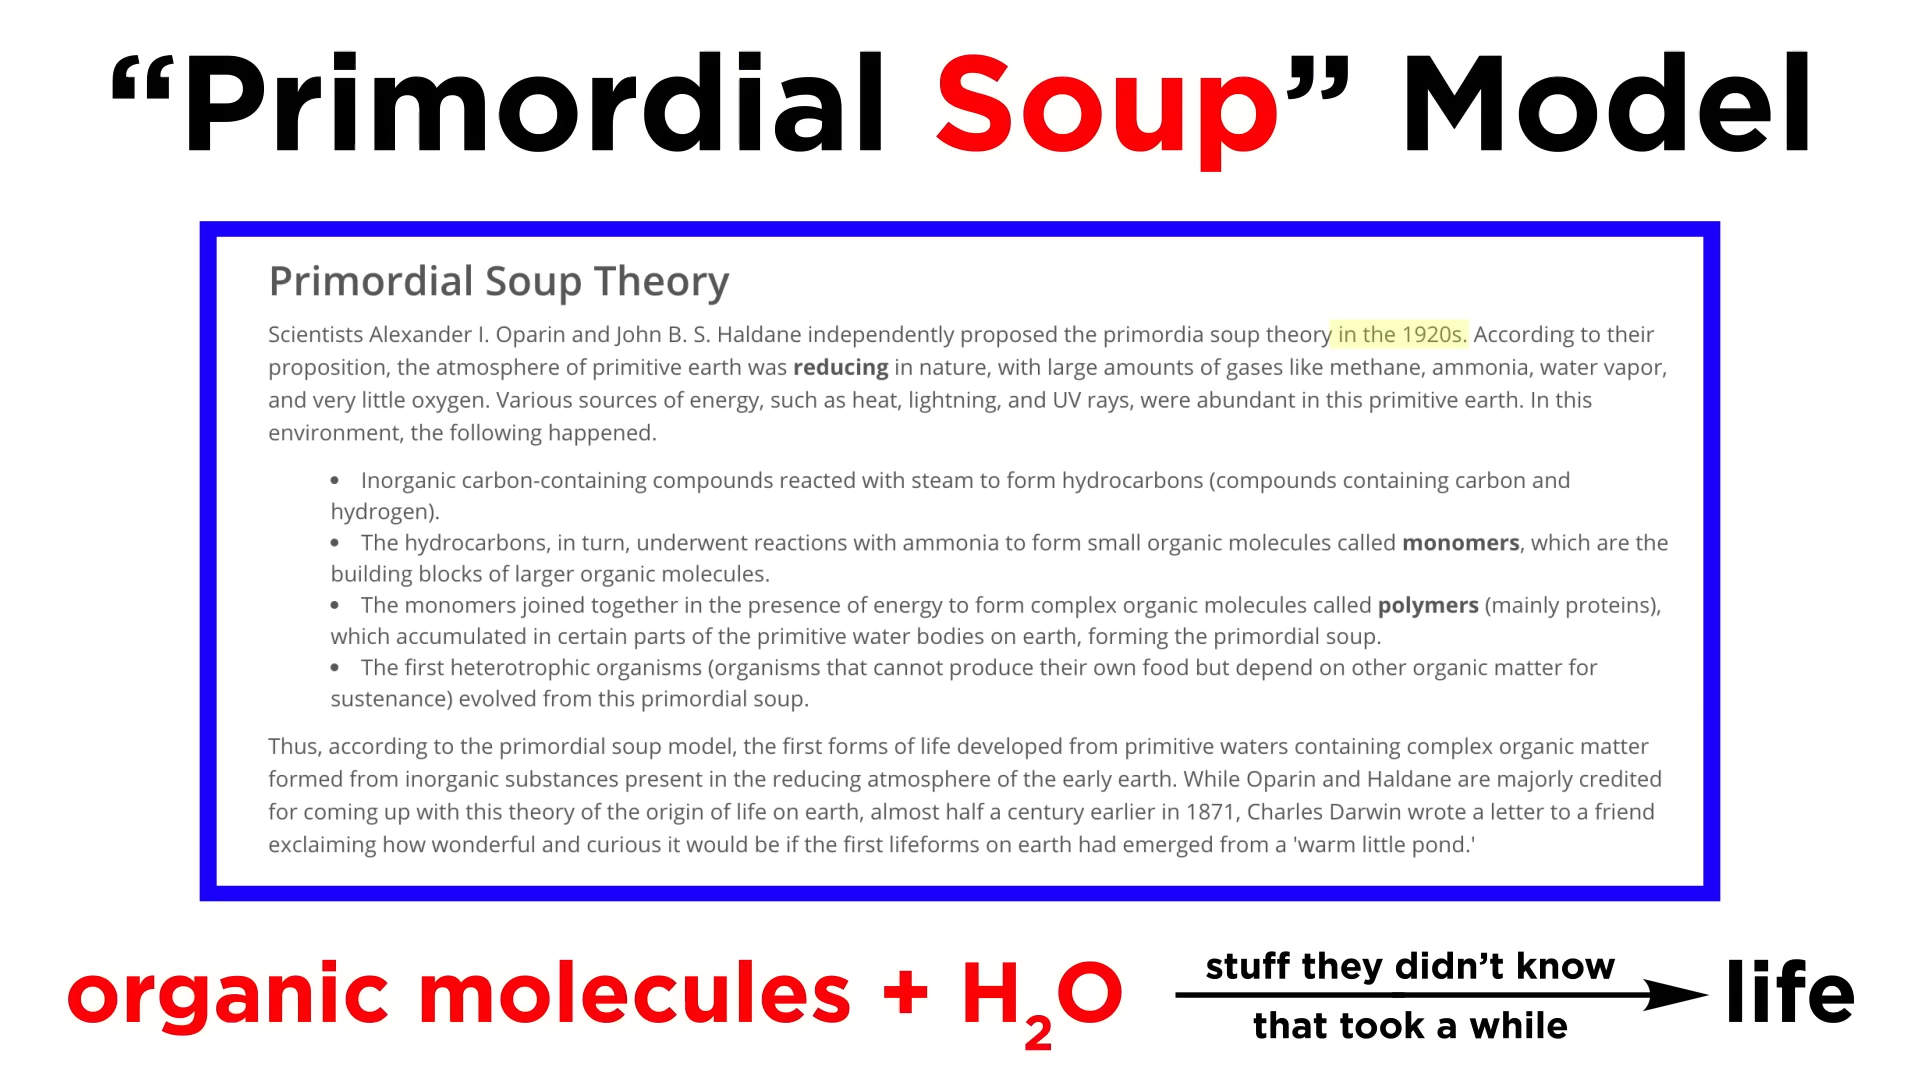 “Primordial Soup” Model
Primordial Soup Theory
Scientists Alexander I. Oparin and John B. S. Haldane independently proposed the primordia soup theory in the 1920s. According to their
proposition, the atmosphere of primitive earth was reducing in nature, with large amounts of gases like methane, ammonia, water vapor,
and very little oxygen. Various sources of energy, such as heat, lightning, and UV rays, were abundant in this primitive earth. In this
environment, the following happened.
• Inorganic carbon-containing compounds reacted with steam to form hydrocarbons (compounds containing carbon and
hydrogen).
• The hydrocarbons, in turn, underwent reactions with ammonia to form small organic molecules called monomers, which are the
building blocks of larger organic molecules.
• The monomers joined together in the presence of energy to form complex organic molecules called polymers (mainly proteins),
which accumulated in certain parts of the primitive water bodies on earth, forming the primordial soup.
• The first heterotrophic organisms (organisms that cannot produce their own food but depend on other organic matter for
sustenance) evolved from this primordial soup.
Thus, according to the primordial soup model, the first forms of life developed from primitive waters containing complex organic matter
formed from inorganic substances present in the reducing atmosphere of the early earth. While Oparin and Haldane are majorly credited
for coming up with this theory of the origin of life on earth, almost half a century earlier in 1871, Charles Darwin wrote a letter to a friend
exclaiming how wonderful and curious it would be if the first lifeforms on earth had emerged from a 'warm little pond.'
organic molecules + H₂O
stuff they didn’t know
that took a while
life